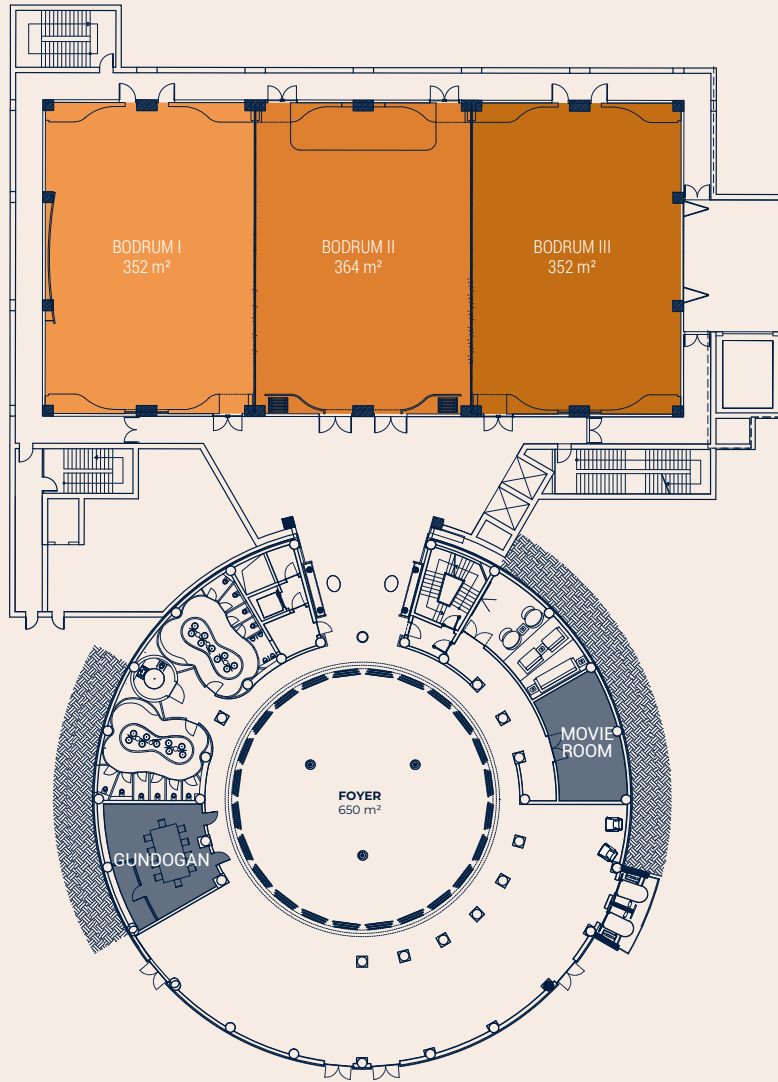 BODRUM I
352 m²
BODRUM II
364 m²
BODRUM III
352 m²
MOVIE
ROOM
FOYER
650 m²
GUNDOGAN